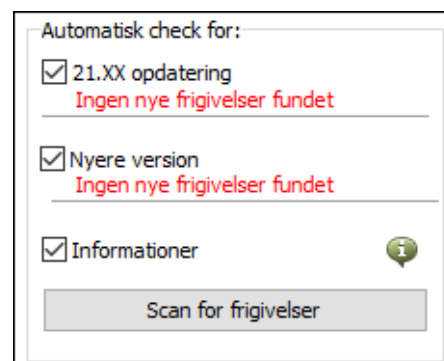 Automatisk check for:
21.XX opdatering
Ingen nye frigivelser fundet
Nyere version
Ingen nye frigivelser fundet
Informationer
Scan for frigivelser